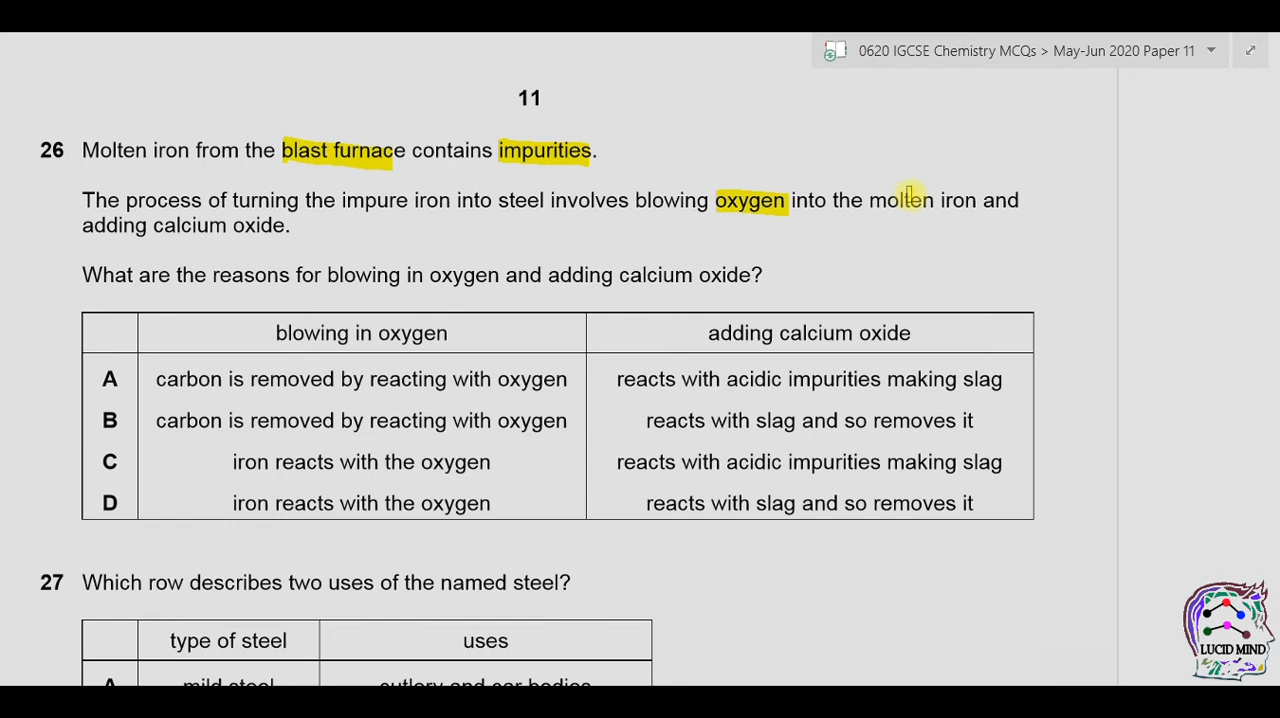 0620 IGCSE Chemistry MCQs > May-Jun 2020 Paper 11
11
26 Molten iron from the blast furnace contains impurities.
The process of turning the impure iron into steel involves blowing oxygen into the molten iron and
adding calcium oxide.
What are the reasons for blowing in oxygen and adding calcium oxide?
blowing in oxygen adding calcium oxide
A carbon is removed by reacting with oxygen reacts with acidic impurities making slag
B carbon is removed by reacting with oxygen reacts with slag and so removes it
C iron reacts with the oxygen reacts with acidic impurities making slag
D iron reacts with the oxygen reacts with slag and so removes it
27 Which row describes two uses of the named steel?
type of steel uses
A mild steel cutlery and car bodies
LUCID MIND